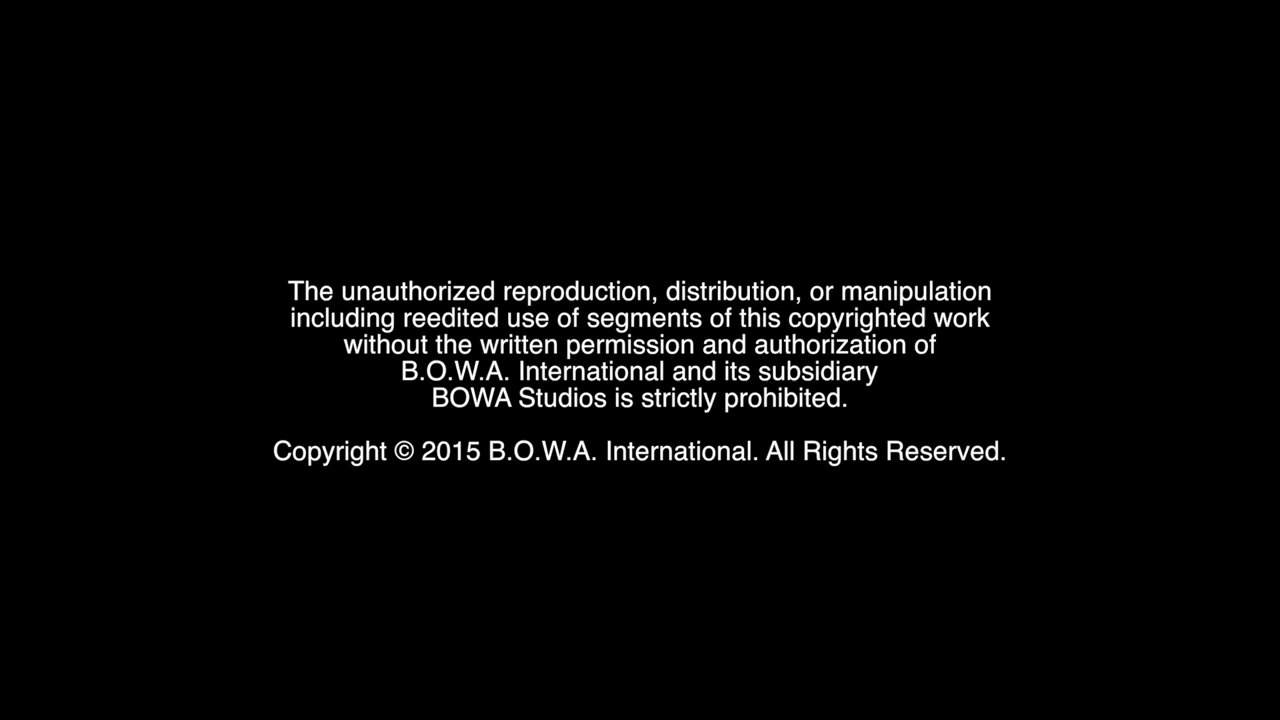 The unauthorized reproduction, distribution, or manipulation
including reedited use of segments of this copyrighted work
without the written permission and authorization of
B.O.W.A. International and its subsidiary
BOWA Studios is strictly prohibited.
Copyright © 2015 B.O.W.A. International. All Rights Reserved.